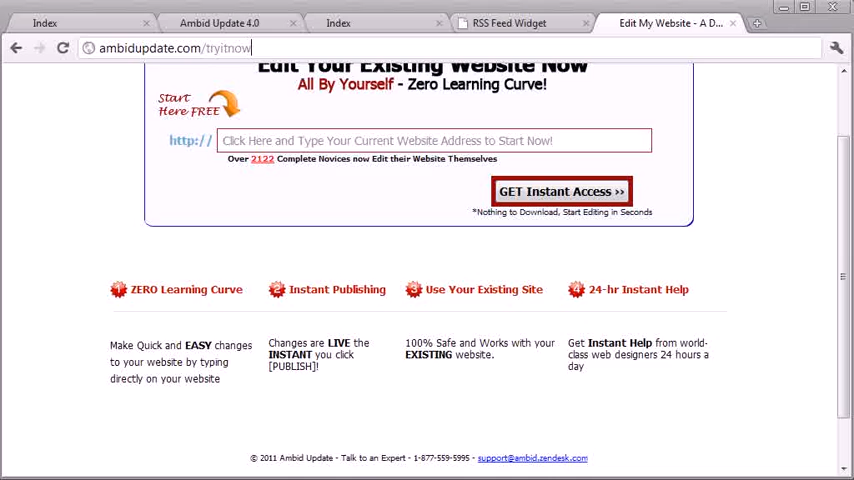 Index
Ambid Update 4.0
Index
RSS Feed Widget
Edit My Website - A D...
ambidupdate.com/tryitnow
Edit Your Existing Website Now
All By Yourself - Zero Learning Curve!
Start
Here FREE
http://
Click Here and Type Your Current Website Address to Start Now!
Over 2122 Complete Novices now Edit their Website Themselves
GET Instant Access >>
*Nothing to Download, Start Editing in Seconds
1 ZERO Learning Curve
2 Instant Publishing
3 Use Your Existing Site
4 24-hr Instant Help
Make Quick and EASY changes
to your website by typing
directly on your website
Changes are LIVE the
INSTANT you click
[PUBLISH]!
100% Safe and Works with your
EXISTING website.
Get Instant Help from world-
class web designers 24 hours a
day
© 2011 Ambid Update - Talk to an Expert - 1-877-559-5995 - support@ambid.zendesk.com